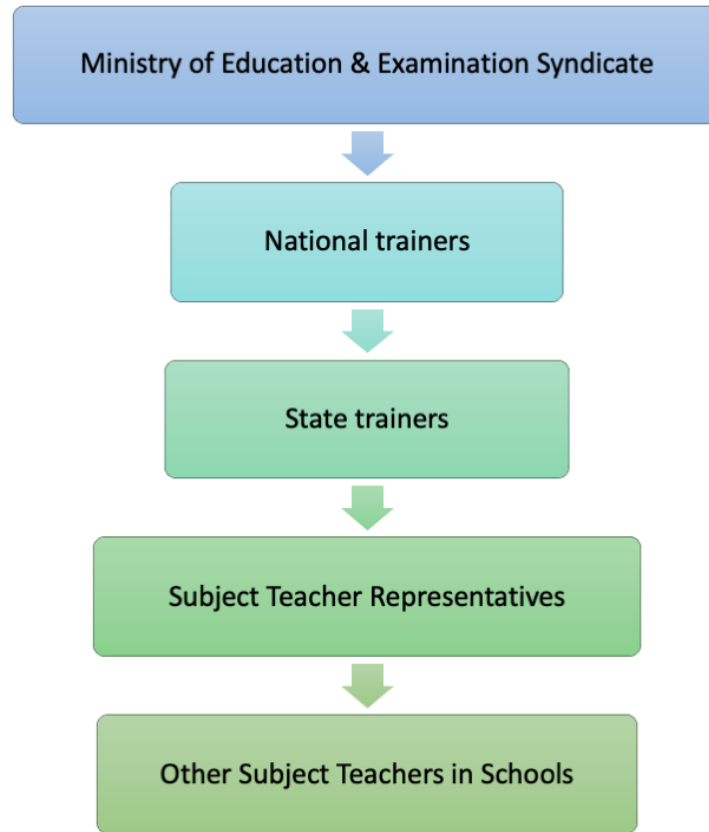 Ministry of Education & Examination Syndicate
National trainers
State trainers
Subject Teacher Representatives
Other Subject Teachers in Schools